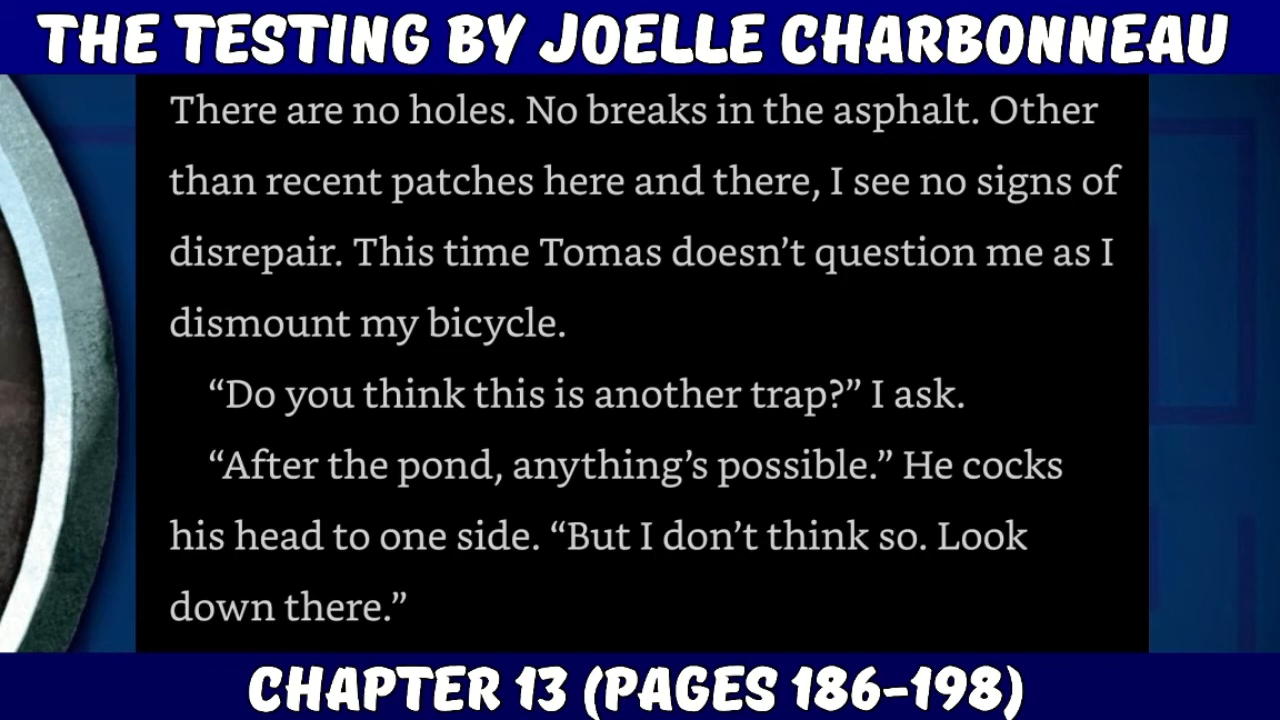 THE TESTING BY JOELLE CHARBONNEAU
There are no holes. No breaks in the asphalt. Other
than recent patches here and there, I see no signs of
disrepair. This time Tomas doesn’t question me as I
dismount my bicycle.
“Do you think this is another trap?” I ask.
“After the pond, anything’s possible.” He cocks
his head to one side. “But I don’t think so. Look
down there.”
CHAPTER 13 (PAGES 186-198)